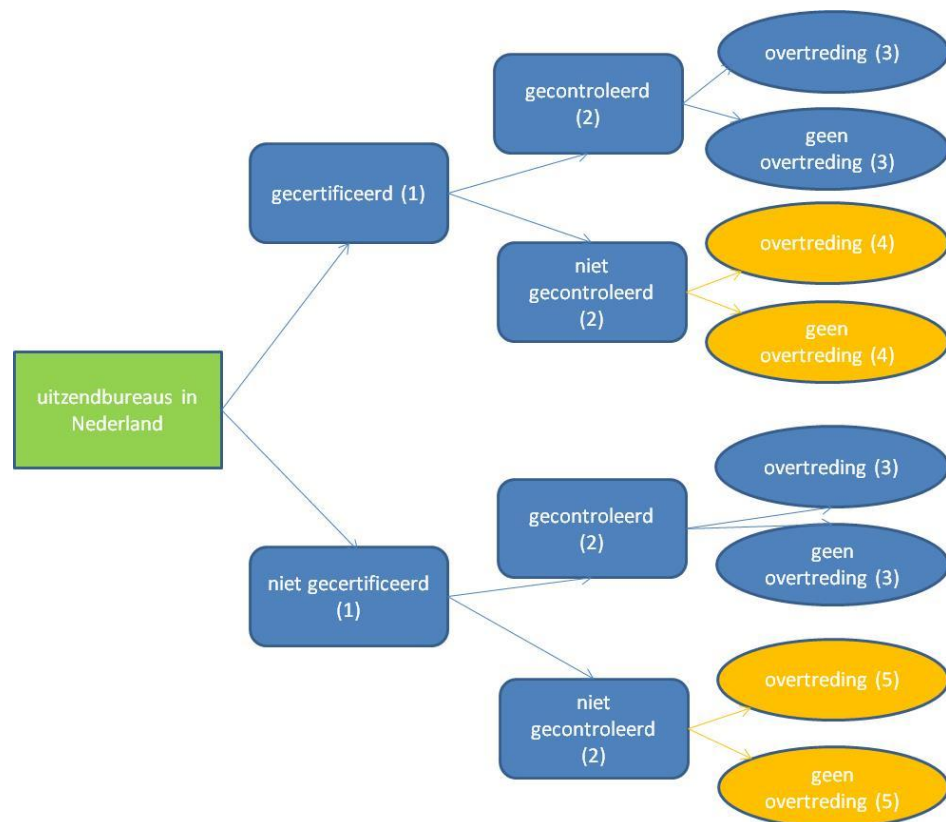 overtreding (3)
gecontroleerd
(2)
geen
overtreding (3)
gecertificeerd (1)
overtreding (4)
niet
gecontroleerd
(2)
geen
overtreding (4)
uitzendbureaus in
Nederland
overtreding (3)
gecontroleerd
(2)
geen
overtreding (3)
niet gecertificeerd
(1)
overtreding (5)
niet
gecontroleerd
(2)
geen
overtreding (5)